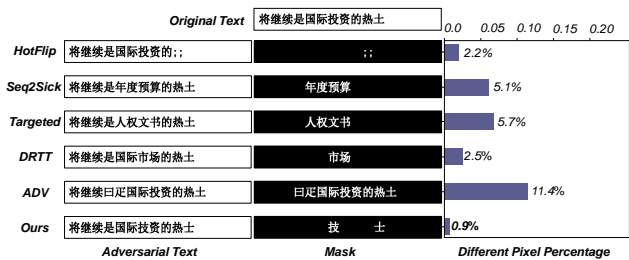 Original Text 将继续是国际投资的热土
0.0 0.05 0.10 0.15 0.20
HotFlip 将继续是国际投资的;; ;; 2.2%
Seq2Sick 将继续是年度预算的热土 年度预算 5.1%
Targeted 将继续是人权文书的热土 人权文书 5.7%
DRTT 将继续是国际市场的热土 市场 2.5%
ADV 将继续曰疋国际投资的热土 曰疋国际投资的热土 11.4%
Ours 将继续是国际技资的热士 技 士 0.9%
Adversarial Text Mask Different Pixel Percentage